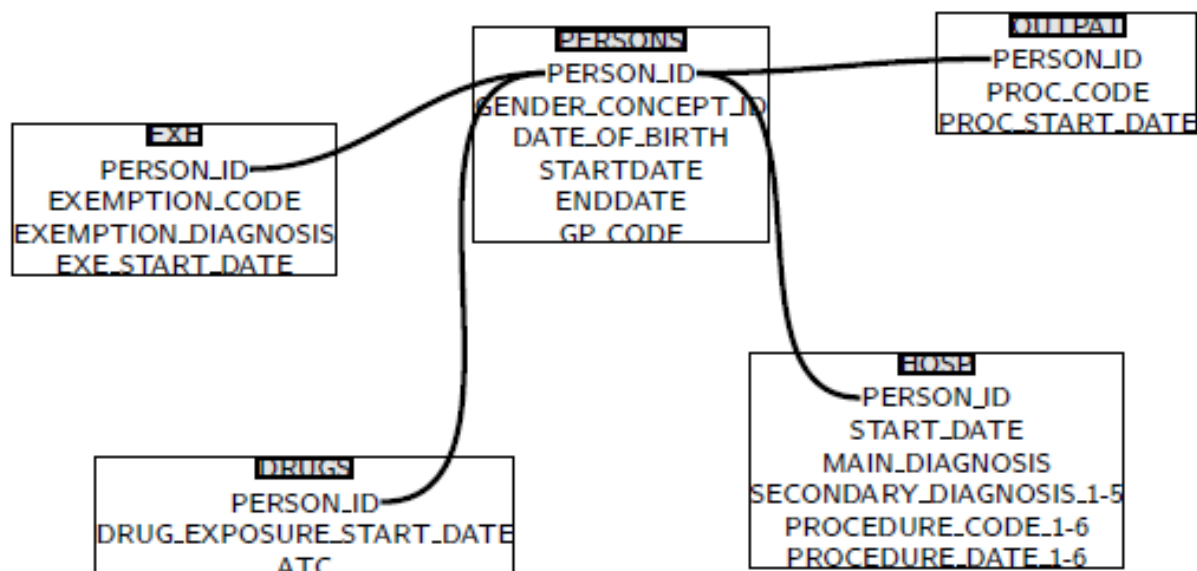 PERSONS
PERSON_ID
GENDER_CONCEPT_ID
DATE_OF_BIRTH
STARTDATE
ENDDATE
GP_CODE
OUTPAT
PERSON_ID
PROC_CODE
PROC_START_DATE
EXE
PERSON_ID
EXEMPTION_CODE
EXEMPTION_DIAGNOSIS
EXE_START_DATE
HOSP
PERSON_ID
START_DATE
MAIN_DIAGNOSIS
SECONDARY_DIAGNOSIS_1-5
PROCEDURE_CODE_1-6
PROCEDURE_DATE_1-6
DRUGS
PERSON_ID
DRUG_EXPOSURE_START_DATE
ATC